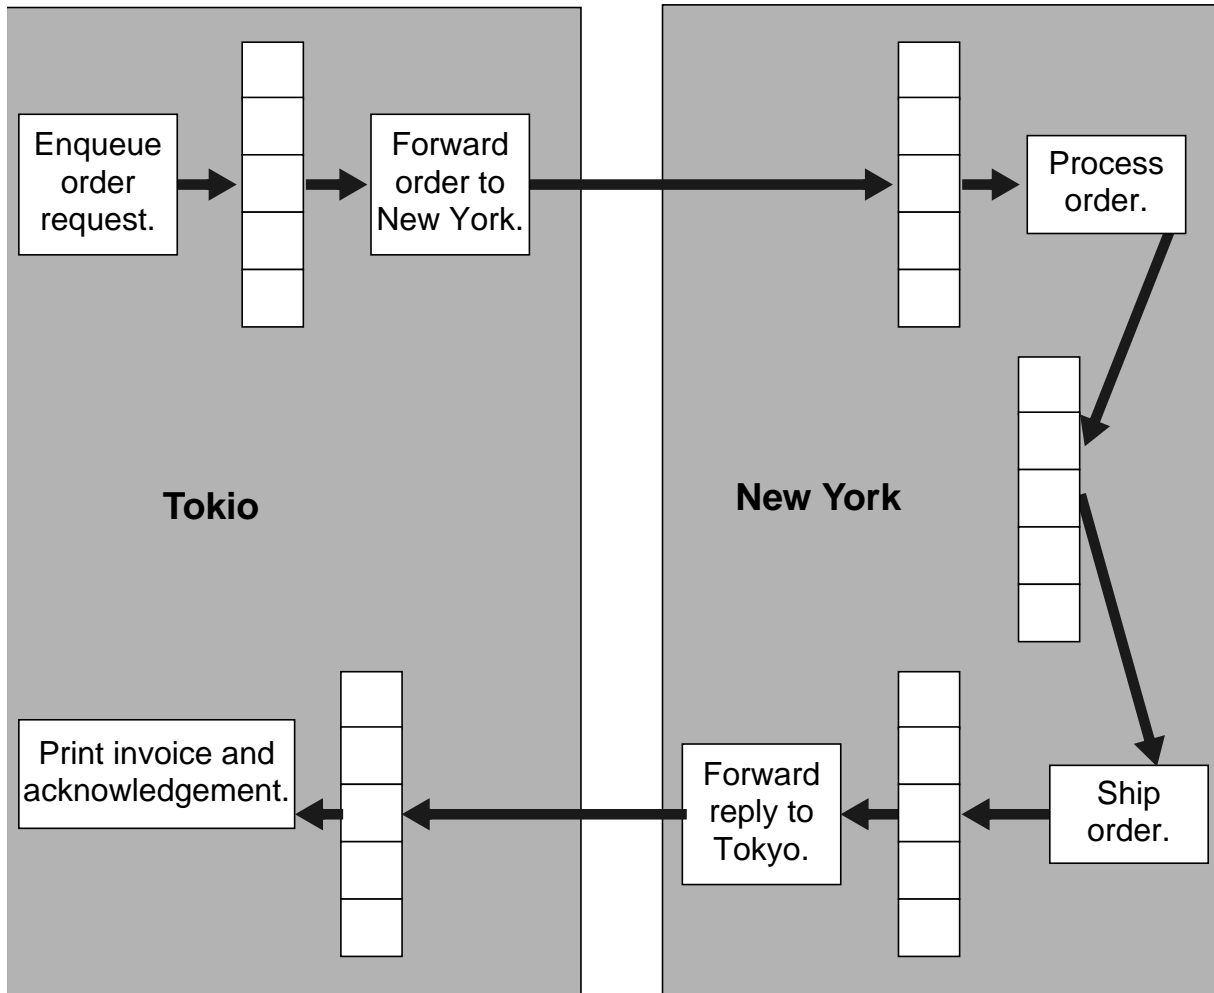 Enqueue
order
request.
Forward
order to
New York.
Process
order.
Tokio
New York
Print invoice and
acknowledgement.
Forward
reply to
Tokyo.
Ship
order.